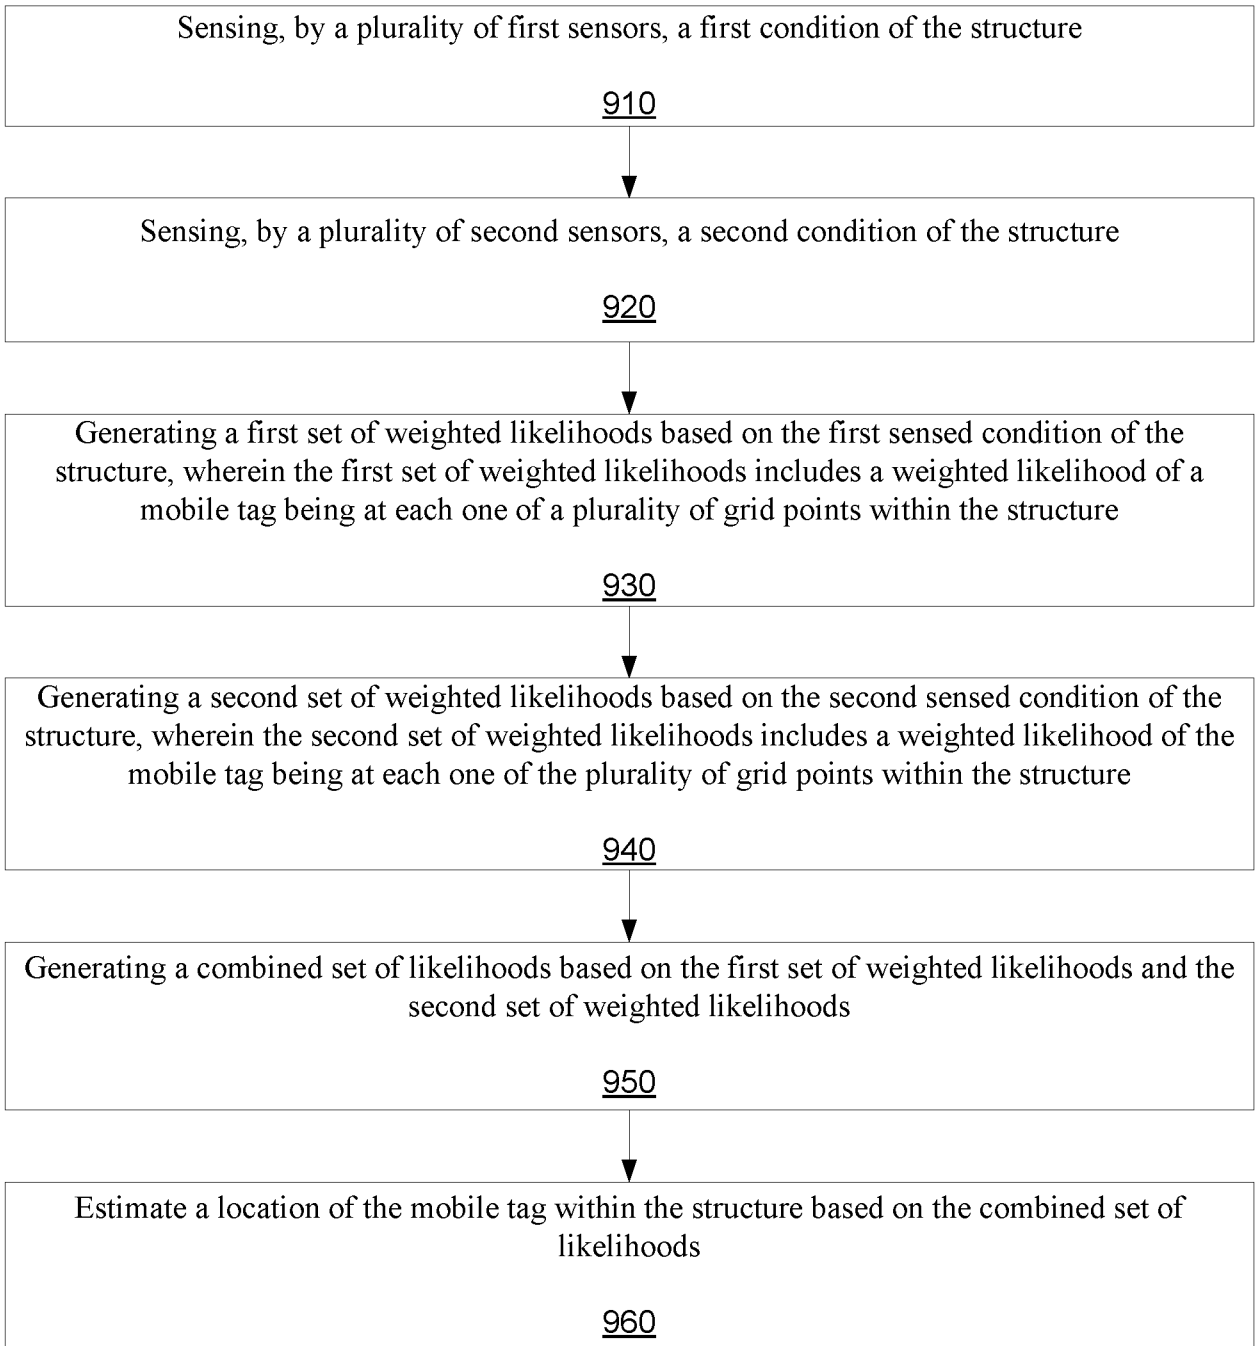 Sensing, by a plurality of first sensors, a first condition of the structure
910
Sensing, by a plurality of second sensors, a second condition of the structure
920
Generating a first set of weighted likelihoods based on the first sensed condition of the
structure, wherein the first set of weighted likelihoods includes a weighted likelihood of a
mobile tag being at each one of a plurality of grid points within the structure
930
Generating a second set of weighted likelihoods based on the second sensed condition of the
structure, wherein the second set of weighted likelihoods includes a weighted likelihood of the
mobile tag being at each one of the plurality of grid points within the structure
940
Generating a combined set of likelihoods based on the first set of weighted likelihoods and the
second set of weighted likelihoods
950
Estimate a location of the mobile tag within the structure based on the combined set of
likelihoods
960